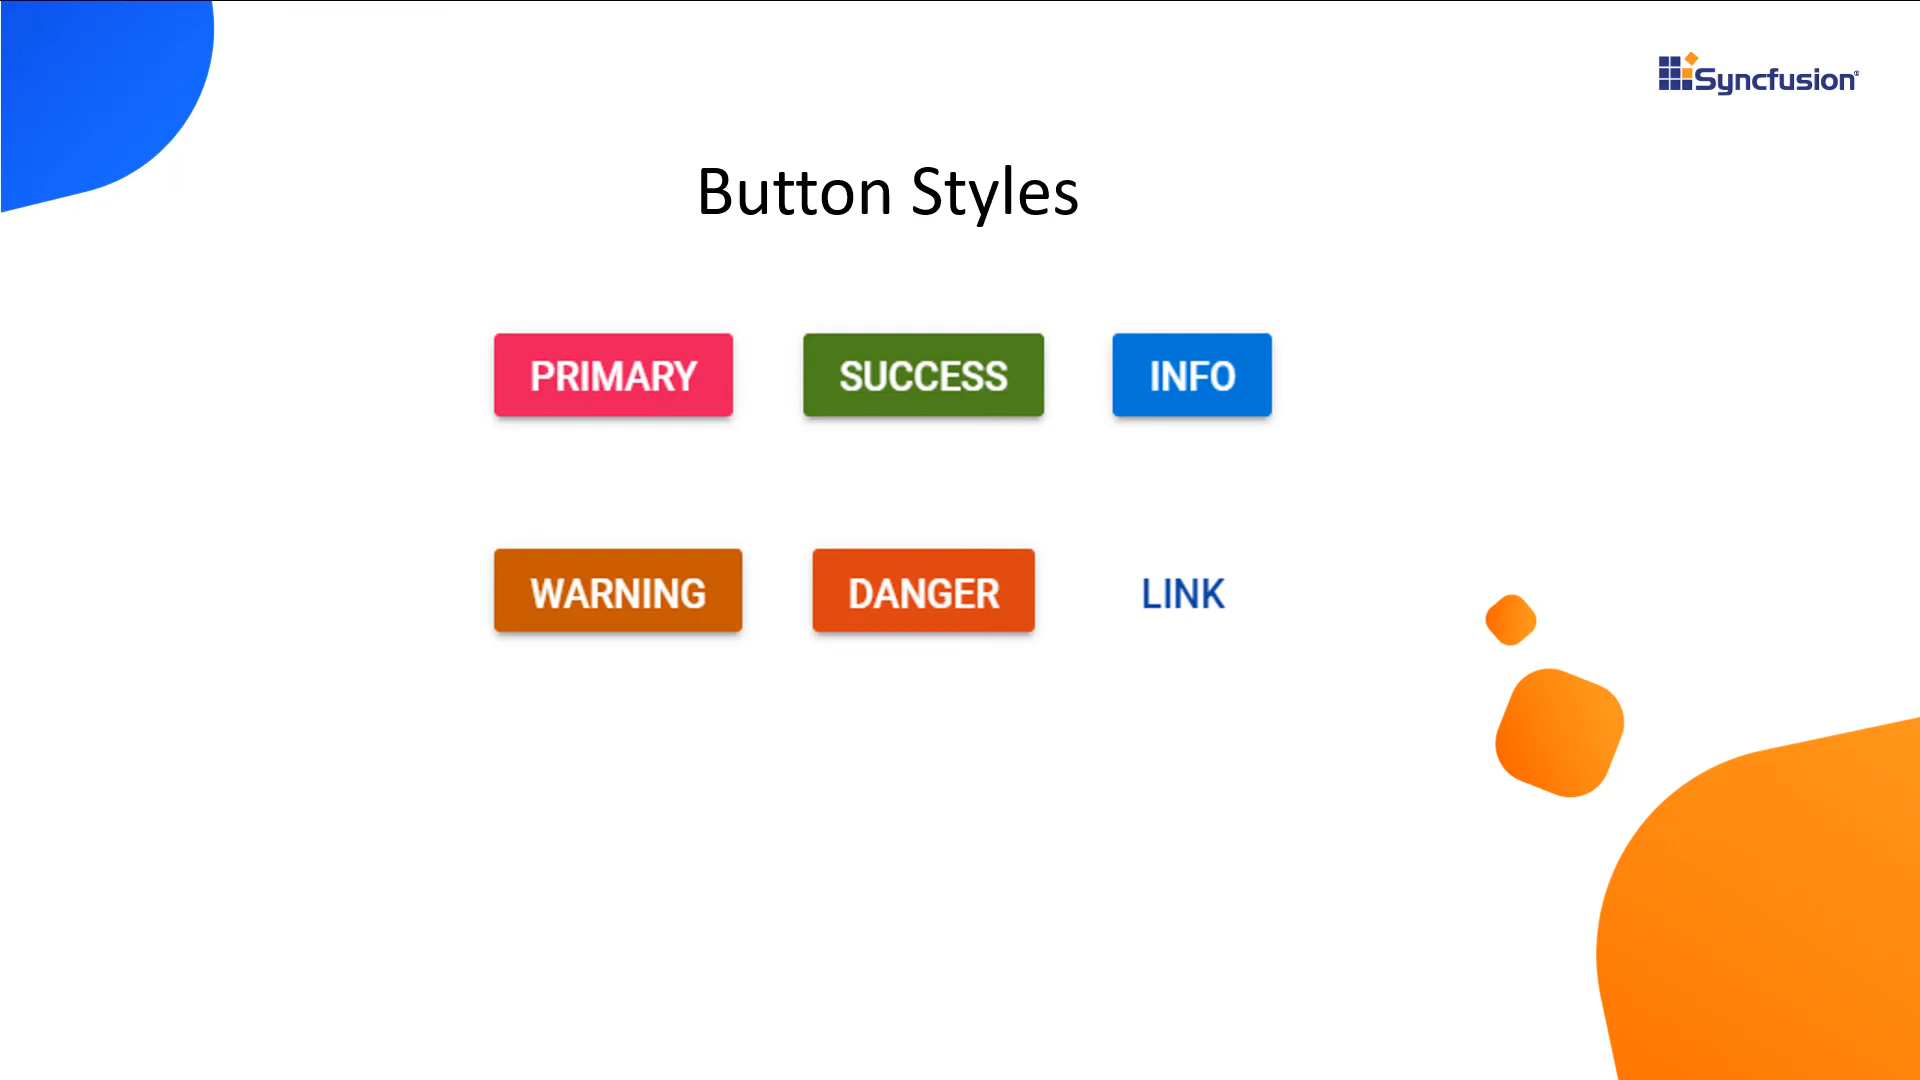 Syncfusion
Button Styles
PRIMARY SUCCESS INFO
WARNING DANGER LINK